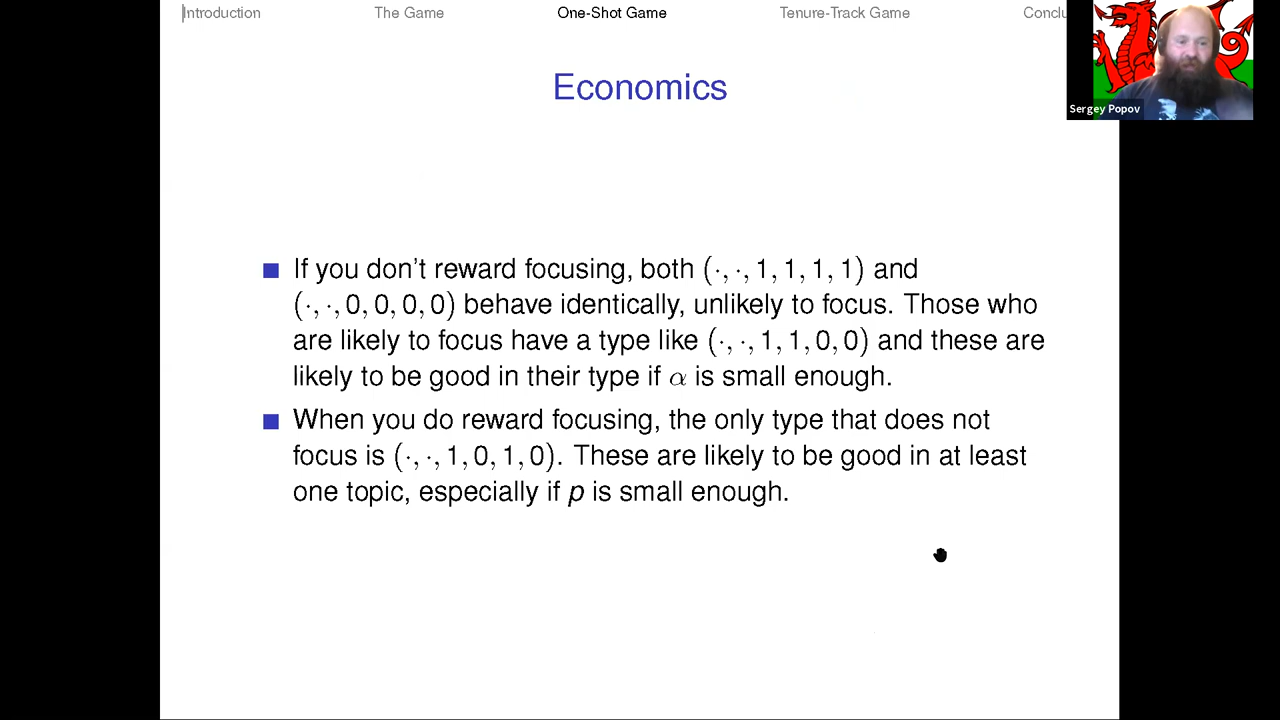 Introduction
The Game
One-Shot Game
Tenure-Track Game
Conclu
Sergey Popov
Economics
If you don't reward focusing, both (·, ·, 1, 1, 1, 1) and
(·, ·, 0, 0, 0, 0) behave identically, unlikely to focus. Those who
are likely to focus have a type like (·, ·, 1, 1, 0, 0) and these are
likely to be good in their type if α is small enough.
When you do reward focusing, the only type that does not
focus is (·, ·, 1, 0, 1, 0). These are likely to be good in at least
one topic, especially if p is small enough.